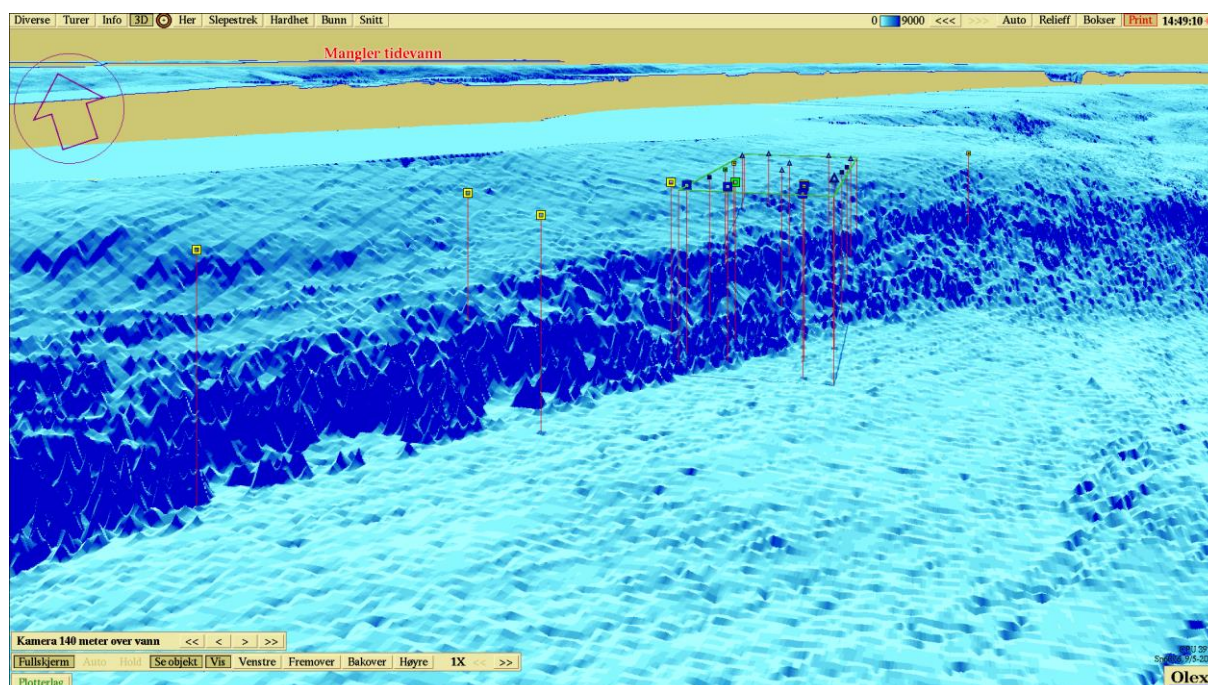 Diverse Turer Info 3D Her Slepestrek Hardhet Bunn Snitt 0 9000 <<< >>> Auto Relieff Bokser Print 14:49:10
Mangler tidevann
Kamera 140 meter over vann << < > >>
Fullskjerm Auto Hold Se objekt Vis Venstre Fremover Bakover Høyre 1X << >>
Plotterlag
Olex